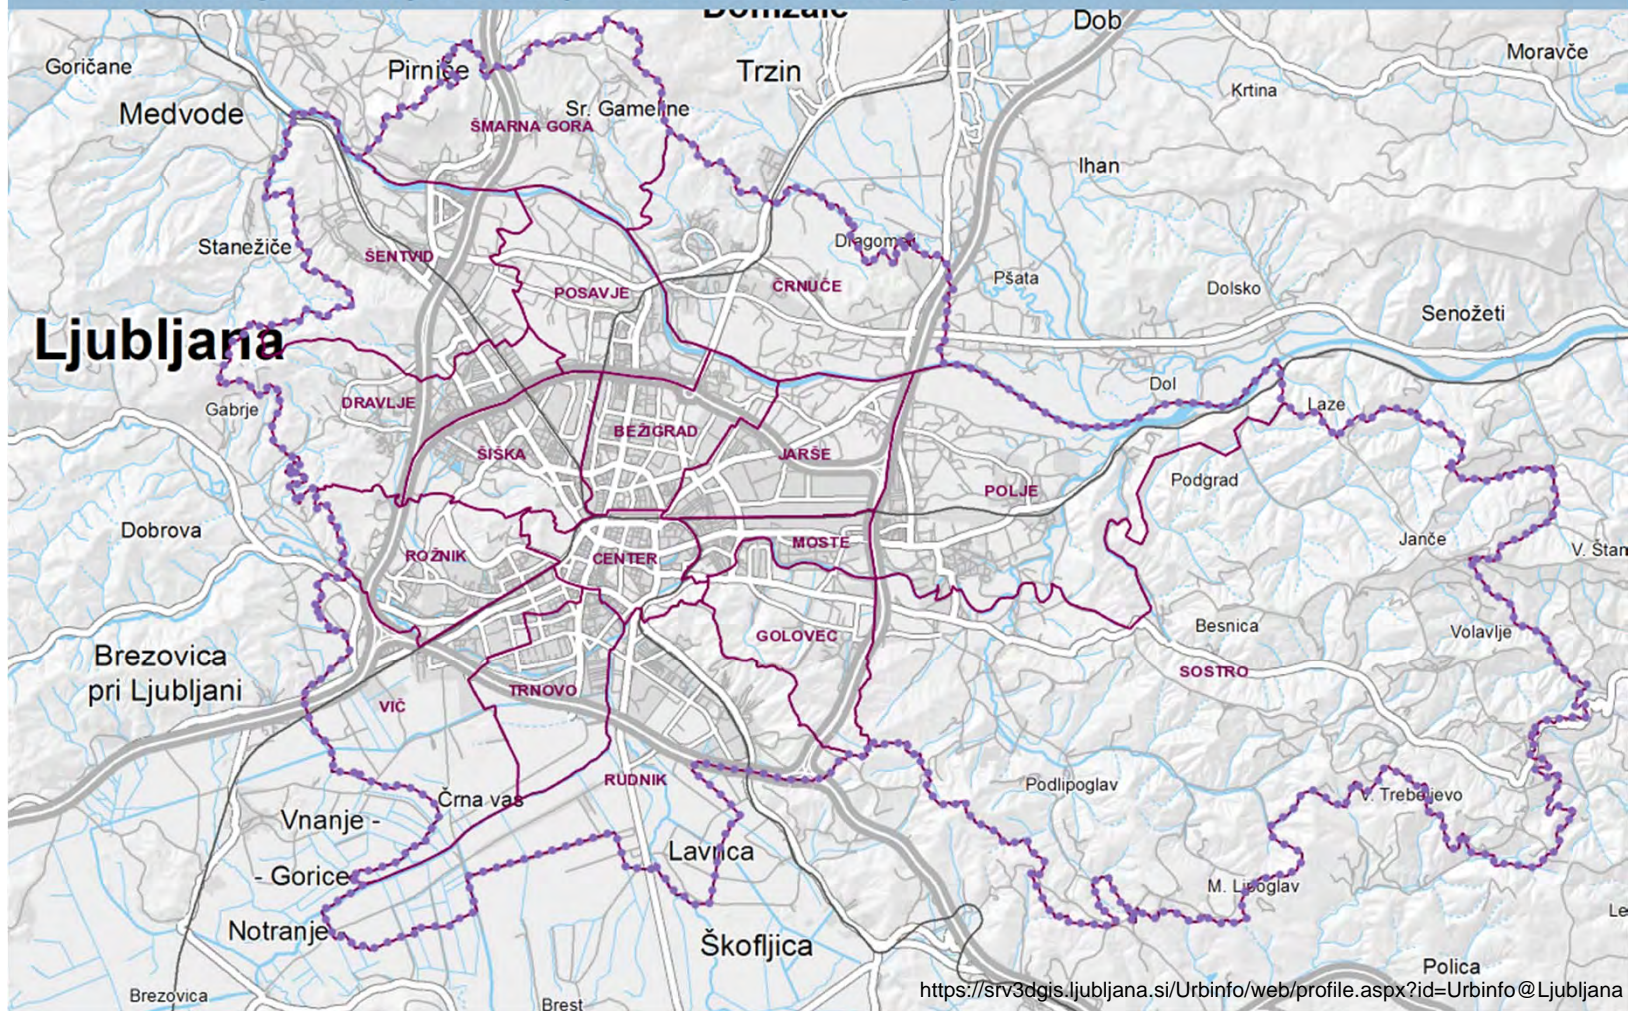 Domžale
Dob
Goričane
Pirniče
Trzin
Moravče
Krtina
Medvode
Sr. Gameljne
ŠMARNA GORA
Ihan
Stanežiče
ŠENTVID
Dragomelj
ČRNUČE
POSAVJE
Pšata
Dolsko
Senožeti
Ljubljana
Dol
Laze
Gabrje
DRAVLJE
BEŽIGRAD
ŠIŠKA
JARŠE
Podgrad
POLJE
Dobrova
Janče
MOSTE
ROŽNIK
CENTER
Besnica
Volavlje
GOLOVEC
Brezovica
pri Ljubljani
SOSTRO
TRNOVO
VIČ
RUDNIK
Podlipoglav
V. Trebeljevo
Črna vas
Vnanje -
Lavrica
- Gorice
M. Lipoglav
Notranje
Škofljica
Polica
https://srv3dgis.ljubljana.si/Urbinfo/web/profile.aspx?id=Urbinfo@Ljubljana
Brezovica
Brest